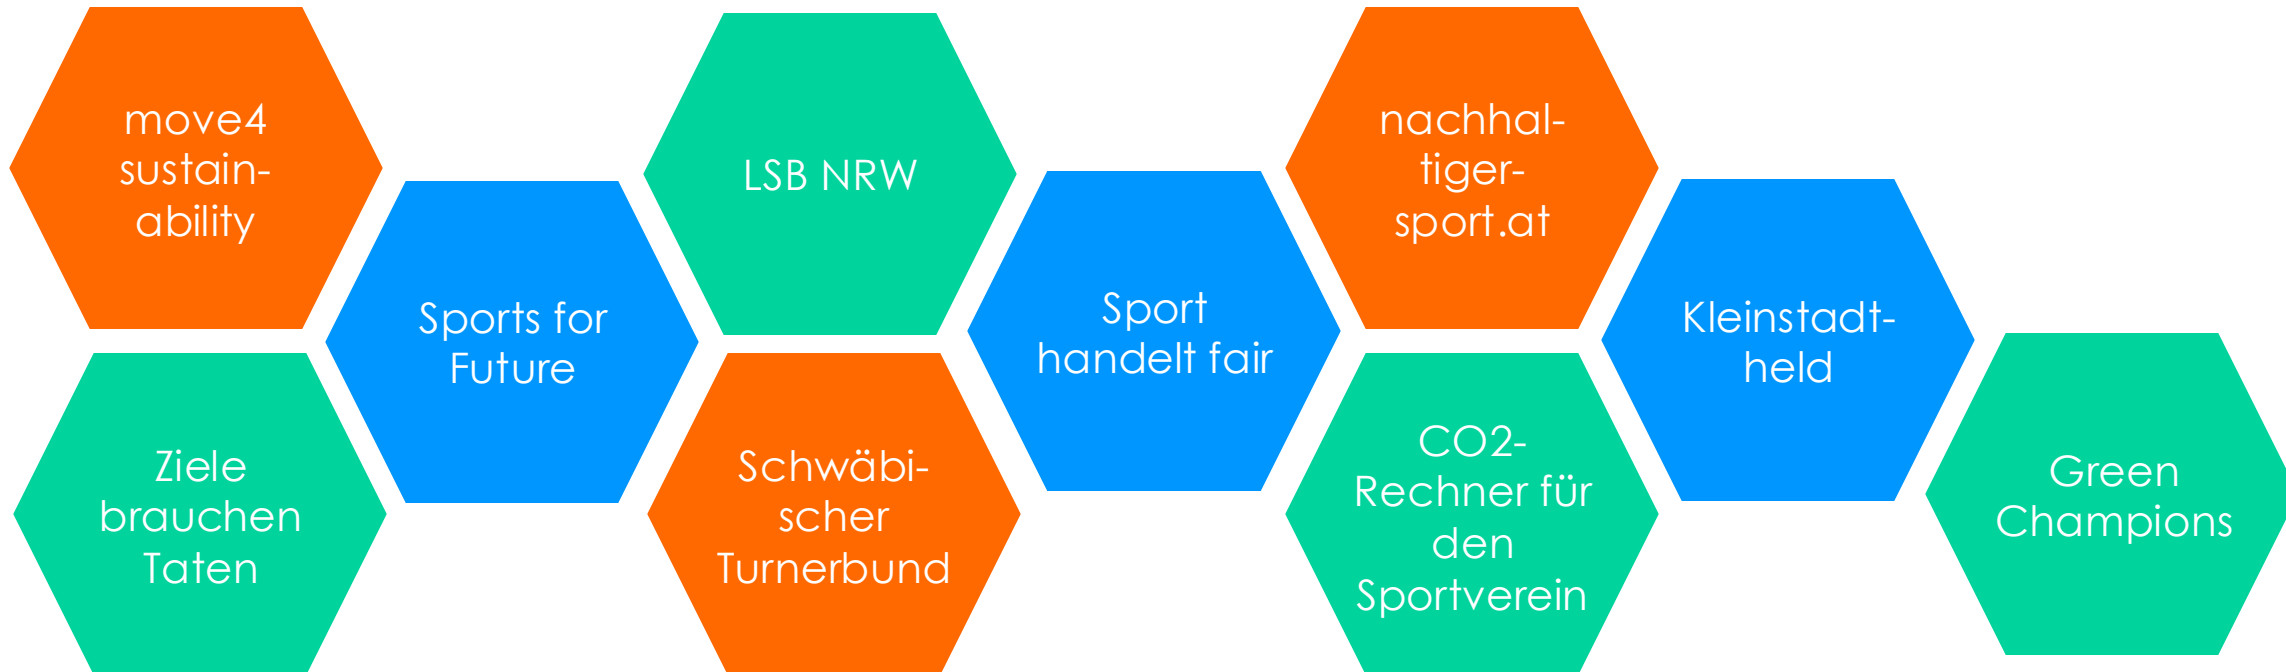 move4
sustain-
ability
Ziele
brauchen
Taten
Sports for
Future
LSB NRW
Schwäbi-
scher
Turnerbund
Sport
handelt fair
nachhal-
tiger-
sport.at
CO2-
Rechner für
den
Sportverein
Kleinstadt-
held
Green
Champions